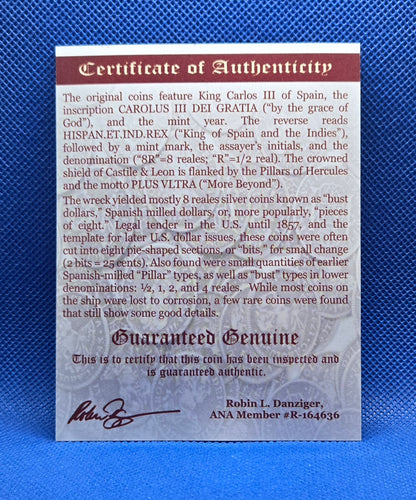 Certificate of Authenticity
The original coins feature King Carlos III of Spain, the
inscription CAROLUS III DEI GRATIA ("by the grace of
God"), and the mint year. The reverse reads
HISPAN.ET.IND.REX ("King of Spain and the Indies"),
followed by a mint mark, the assayer's initials, and the
denomination ("8R"=8 reales; "R"=1/2 real). The crowned
shield of Castile & Leon is flanked by the Pillars of Hercules
and the motto PLUS VLTRA ("More Beyond").
The wreck yielded mostly 8 reales silver coins known as "bust
dollars," Spanish milled dollars, or, more popularly, "pieces
of eight." Legal tender in the U.S. until 1857, and the
template for later U.S. dollar issues, these coins were often
cut into eight pie-shaped sections, or "bits," for small change
(2 bits = 25 cents). Also found were small quantities of earlier
Spanish-milled "Pillar" types, as well as "bust" types in lower
denominations: ½, 1, 2, and 4 reales. While most coins on
the ship were lost to corrosion, a few rare coins were found
that still show some good details.
Guaranteed Genuine
This is to certify that this coin has been inspected and
is guaranteed authentic.
Robin L. Danziger,
ANA Member #R-164636